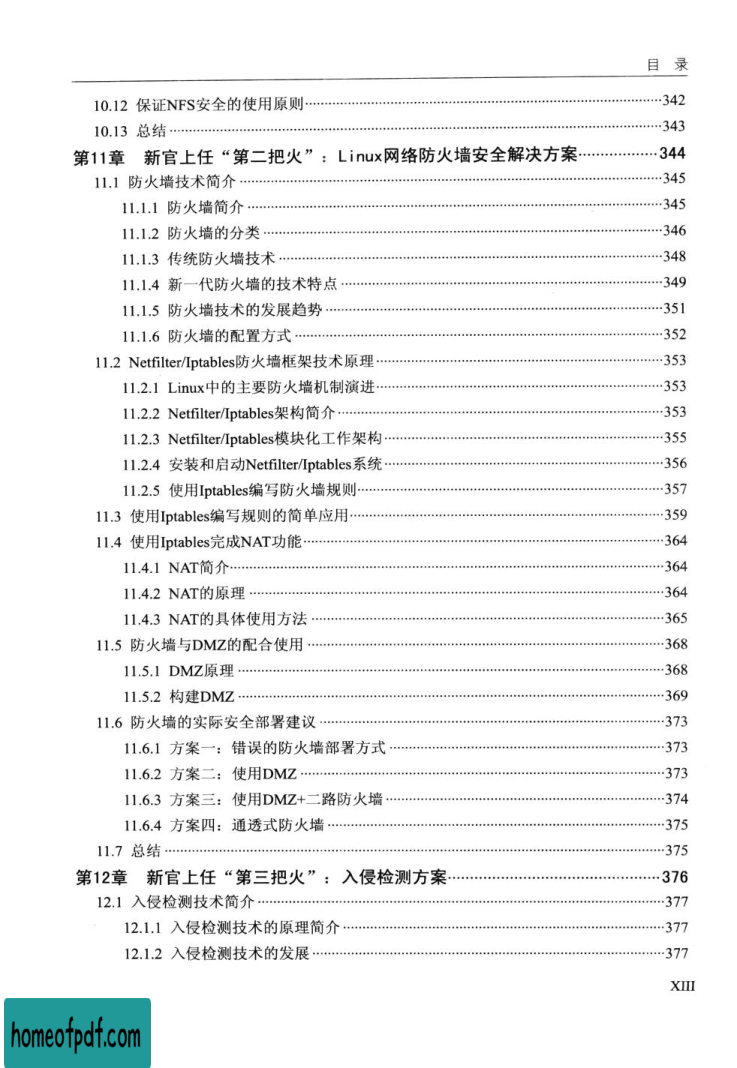 目 录
10.12 保证NFS安全的使用原则 342
10.13 总结 343
第11章 新官上任“第二把火”：Linux网络防火墙安全解决方案 344
11.1 防火墙技术简介 345
11.1.1 防火墙简介 345
11.1.2 防火墙的分类 346
11.1.3 传统防火墙技术 348
11.1.4 新一代防火墙的技术特点 349
11.1.5 防火墙技术的发展趋势 351
11.1.6 防火墙的配置方式 352
11.2 Netfilter/Iptables防火墙框架技术原理 353
11.2.1 Linux中的主要防火墙机制演进 353
11.2.2 Netfilter/Iptables架构简介 353
11.2.3 Netfilter/Iptables模块化工作架构 355
11.2.4 安装和启动Netfilter/Iptables系统 356
11.2.5 使用Iptables编写防火墙规则 357
11.3 使用Iptables编写规则的简单应用 359
11.4 使用Iptables完成NAT功能 364
11.4.1 NAT简介 364
11.4.2 NAT的原理 364
11.4.3 NAT的具体使用方法 365
11.5 防火墙与DMZ的配合使用 368
11.5.1 DMZ原理 368
11.5.2 构建DMZ 369
11.6 防火墙的实际安全部署建议 373
11.6.1 方案一：错误的防火墙部署方式 373
11.6.2 方案二：使用DMZ 373
11.6.3 方案三：使用DMZ+二路防火墙 374
11.6.4 方案四：通透式防火墙 375
11.7 总结 375
第12章 新官上任“第三把火”：入侵检测方案 376
12.1 入侵检测技术简介 377
12.1.1 入侵检测技术的原理简介 377
12.1.2 入侵检测技术的发展 377
XIII
homeofpdf.com